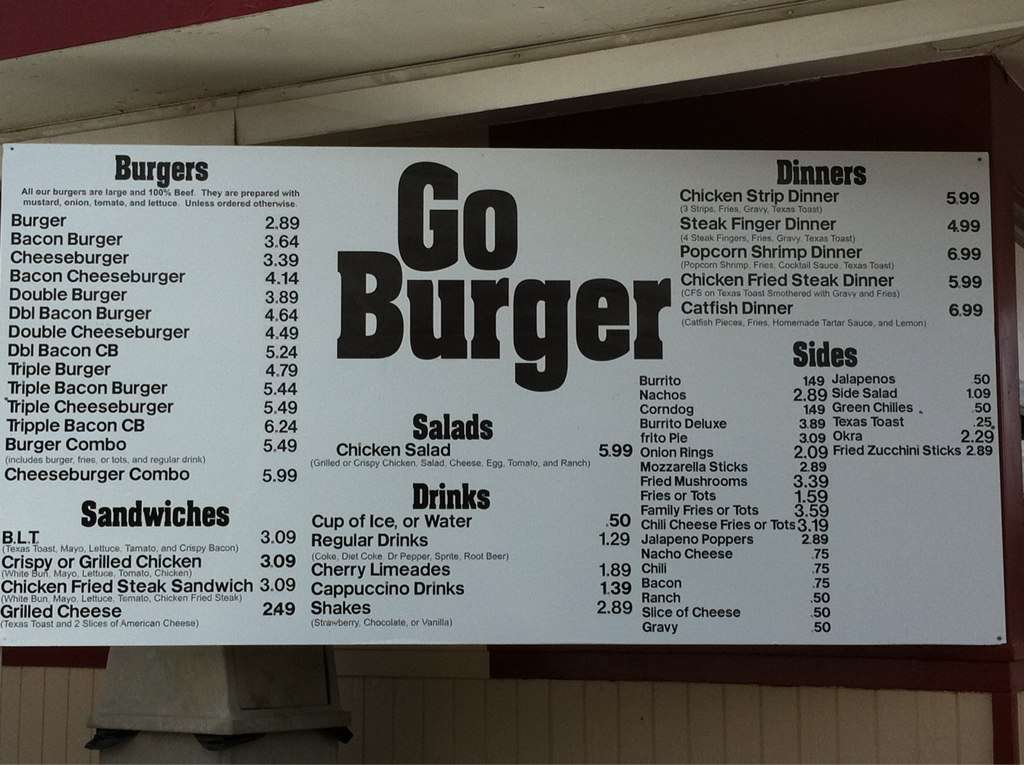 Go
Burger
Burgers
All our burgers are large and 100% Beef. They are prepared with
mustard, onion, tomato, and lettuce. Unless ordered otherwise.
Burger 2.89
Bacon Burger 3.64
Cheeseburger 3.39
Bacon Cheeseburger 4.14
Double Burger 3.89
Dbl Bacon Burger 4.64
Double Cheeseburger 4.49
Dbl Bacon CB 5.24
Triple Burger 4.79
Triple Bacon Burger 5.44
Triple Cheeseburger 5.49
Tripple Bacon CB 6.24
Burger Combo 5.49
(includes burger, fries, or tots, and regular drink)
Cheeseburger Combo 5.99
Sandwiches
B.L.T 3.09
(Texas Toast, Mayo, Lettuce, Tamato, and Crispy Bacon)
Crispy or Grilled Chicken 3.09
(White Bun, Mayo, Lettuce, Tomato, Chicken)
Chicken Fried Steak Sandwich 3.09
(White Bun, Mayo, Lettuce, Tomato, Chicken Fried Steak)
Grilled Cheese 2.49
(Texas Toast and 2 Slices of American Cheese)
Salads
Chicken Salad 5.99
(Grilled or Crispy Chicken, Salad, Cheese, Egg, Tomato, and Ranch)
Drinks
Cup of Ice, or Water .50
Regular Drinks 1.29
(Coke, Diet Coke, Dr Pepper, Sprite, Root Beer)
Cherry Limeades 1.89
Cappuccino Drinks 1.39
Shakes 2.89
(Strawberry, Chocolate, or Vanilla)
Dinners
Chicken Strip Dinner 5.99
(3 Strips, Fries, Gravy, Texas Toast)
Steak Finger Dinner 4.99
(4 Steak Fingers, Fries, Gravy, Texas Toast)
Popcorn Shrimp Dinner 6.99
(Popcorn Shrimp, Fries, Cocktail Sauce, Texas Toast)
Chicken Fried Steak Dinner 5.99
(CFS on Texas Toast Smothered with Gravy and Fries)
Catfish Dinner 6.99
(Catfish Pieces, Fries, Homemade Tartar Sauce, and Lemon)
Sides
Burrito 1.49
Nachos 2.89
Corndog 1.49
Burrito Deluxe 3.89
frito Pie 3.09
Onion Rings 2.09
Mozzarella Sticks 2.89
Fried Mushrooms 3.39
Fries or Tots 1.59
Family Fries or Tots 3.59
Chili Cheese Fries or Tots 3.19
Jalapeno Poppers 2.89
Nacho Cheese .75
Chili .75
Bacon .75
Ranch .50
Slice of Cheese .50
Gravy .50
Jalapenos .50
Side Salad 1.09
Green Chilles .50
Texas Toast .25
Okra 2.29
Fried Zucchini Sticks 2.89